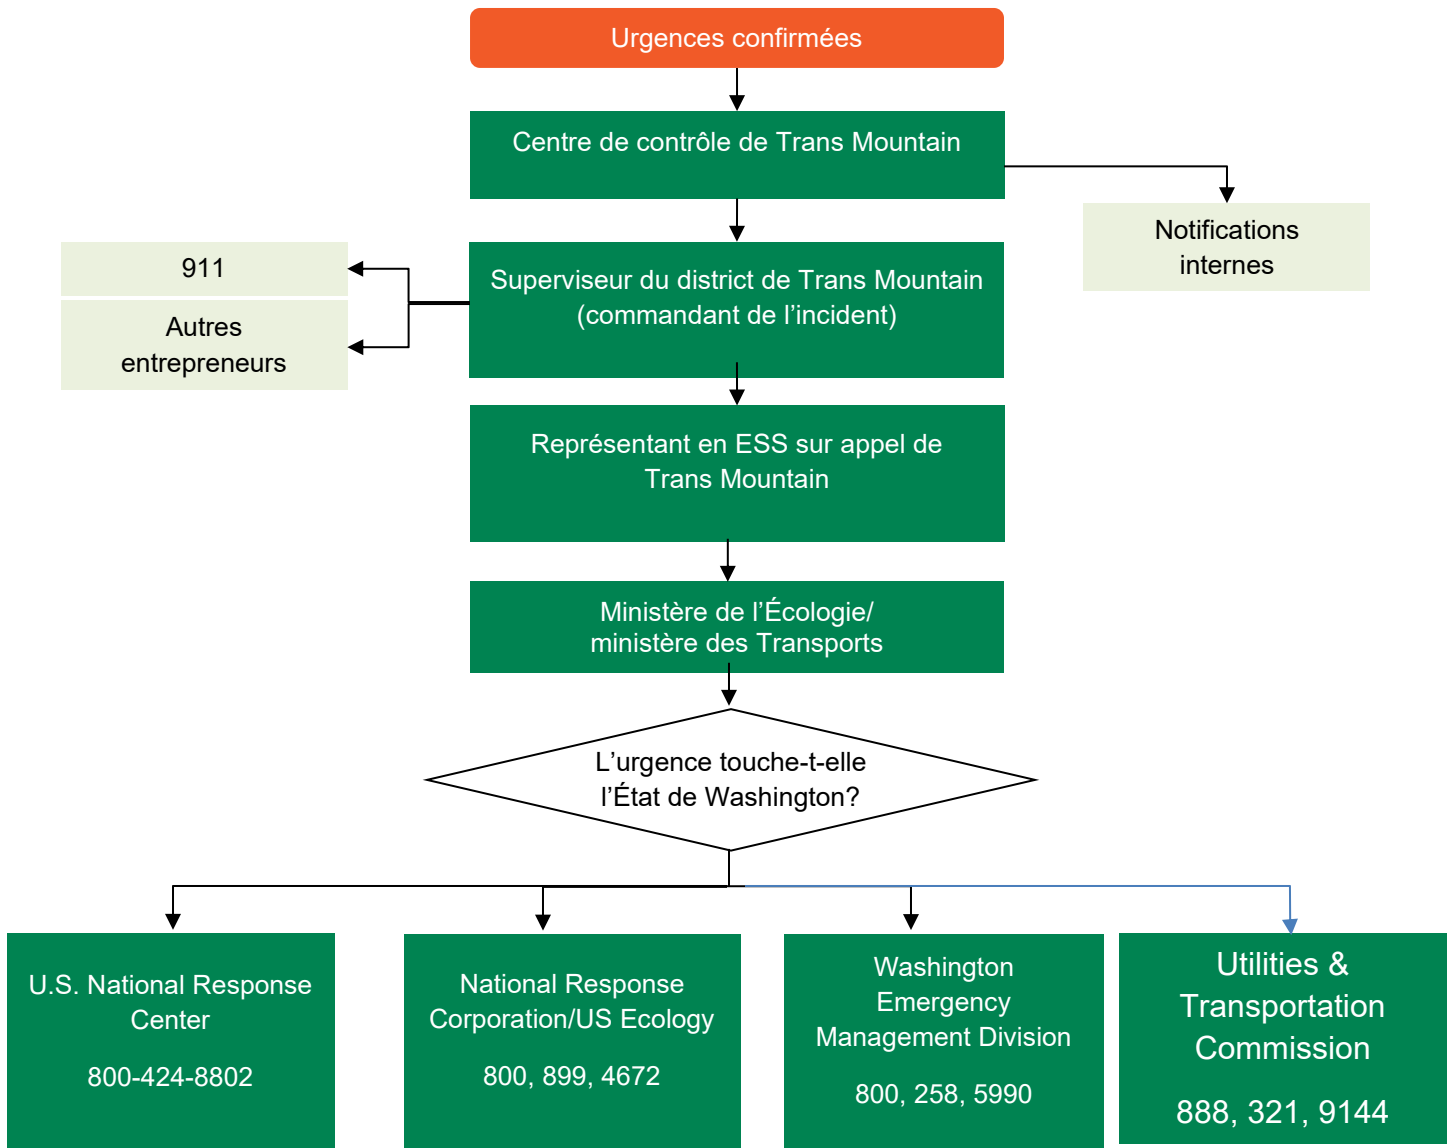 Urgences confirmées
Centre de contrôle de Trans Mountain
Notifications
internes
911
Autres
entrepreneurs
Superviseur du district de Trans Mountain
(commandant de l’incident)
Représentant en ESS sur appel de
Trans Mountain
Ministère de l’Écologie/
ministère des Transports
L’urgence touche-t-elle
l’État de Washington?
U.S. National Response
Center
800-424-8802
National Response
Corporation/US Ecology
800, 899, 4672
Washington
Emergency
Management Division
800, 258, 5990
Utilities &
Transportation
Commission
888, 321, 9144